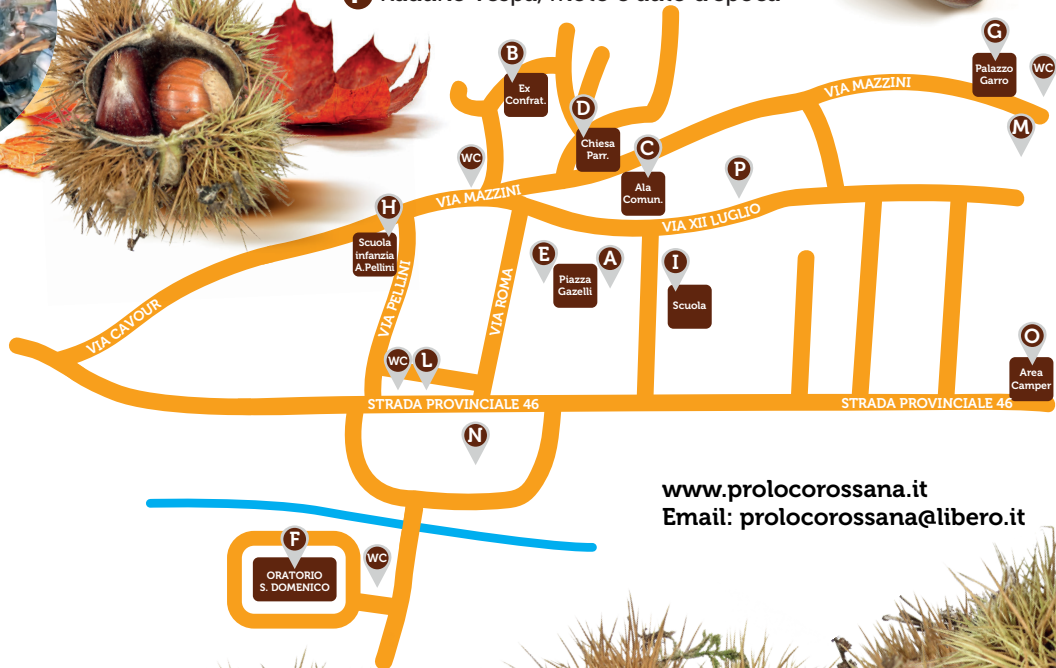 P Raduno Vespa, moto e auto d'epoca
G
Palazzo
Garro
WC
B
Ex
Confrat.
VIA MAZZINI
D
Chiesa
Parr.
M
C
Ala
Comun.
WC
P
VIA MAZZINI
H
Scuola
infanzia
A.Pellini
VIA XII LUGLIO
E
Piazza
Gazelli
A
I
Scuola
VIA PELLINI
VIA ROMA
VIA CAVOUR
WC
L
O
Area
Camper
STRADA PROVINCIALE 46
STRADA PROVINCIALE 46
N
www.prolocorossana.it
Email: prolocorossana@libero.it
F
ORATORIO
S. DOMENICO
WC